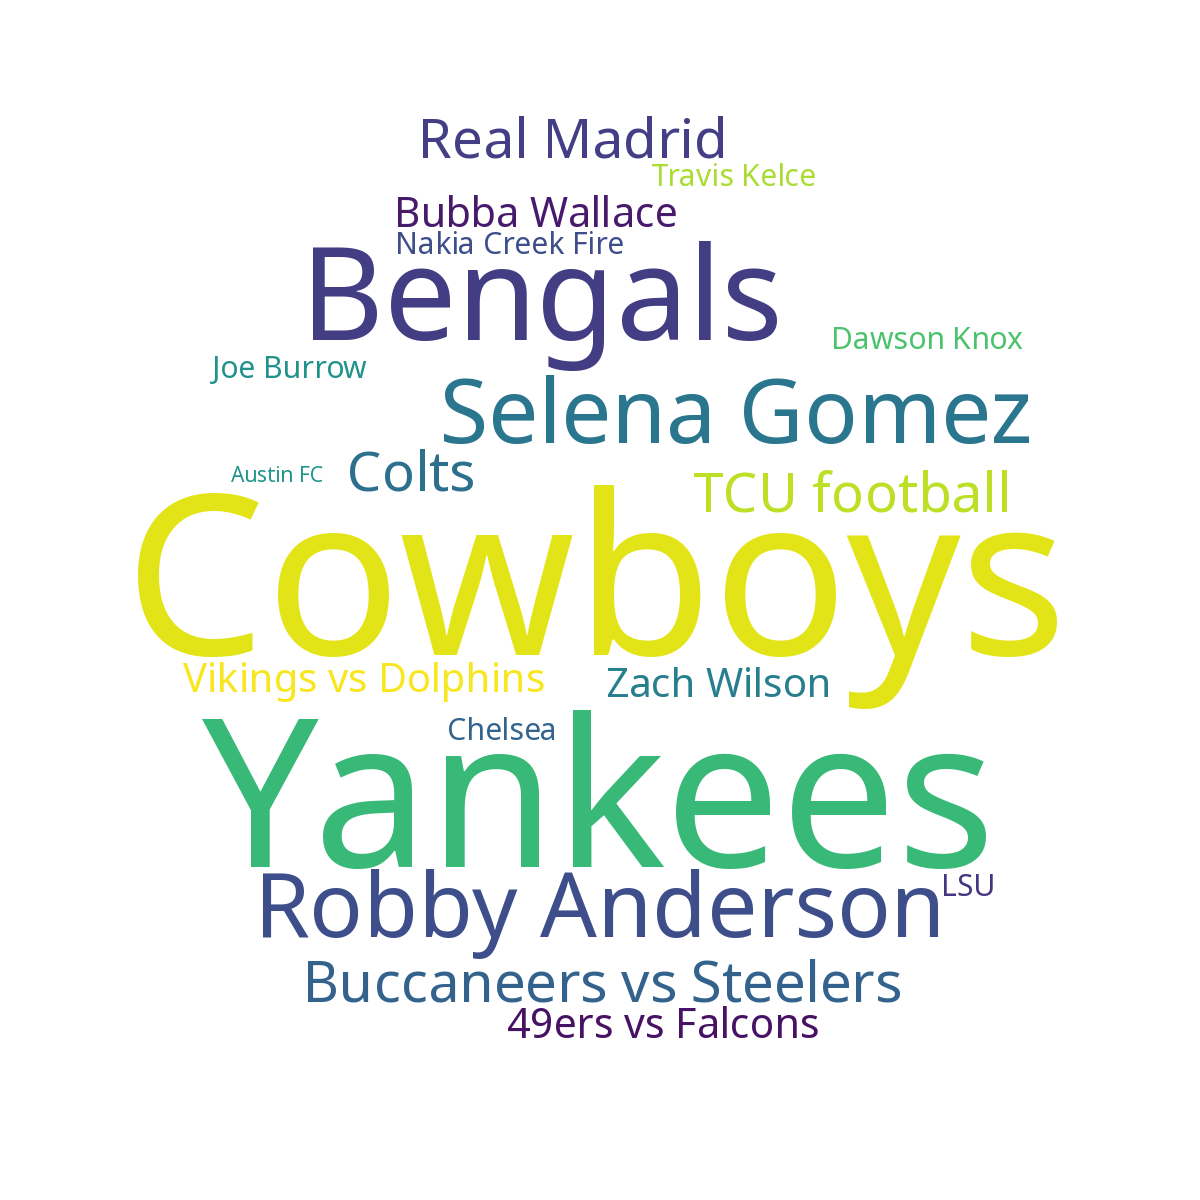 Real Madrid
Travis Kelce
Bubba Wallace
Nakia Creek Fire
Bengals
Dawson Knox
Joe Burrow
Selena Gomez
Colts
Austin FC
TCU football
Cowboys
Vikings vs Dolphins
Zach Wilson
Chelsea
Yankees
Robby Anderson
LSU
Buccaneers vs Steelers
49ers vs Falcons